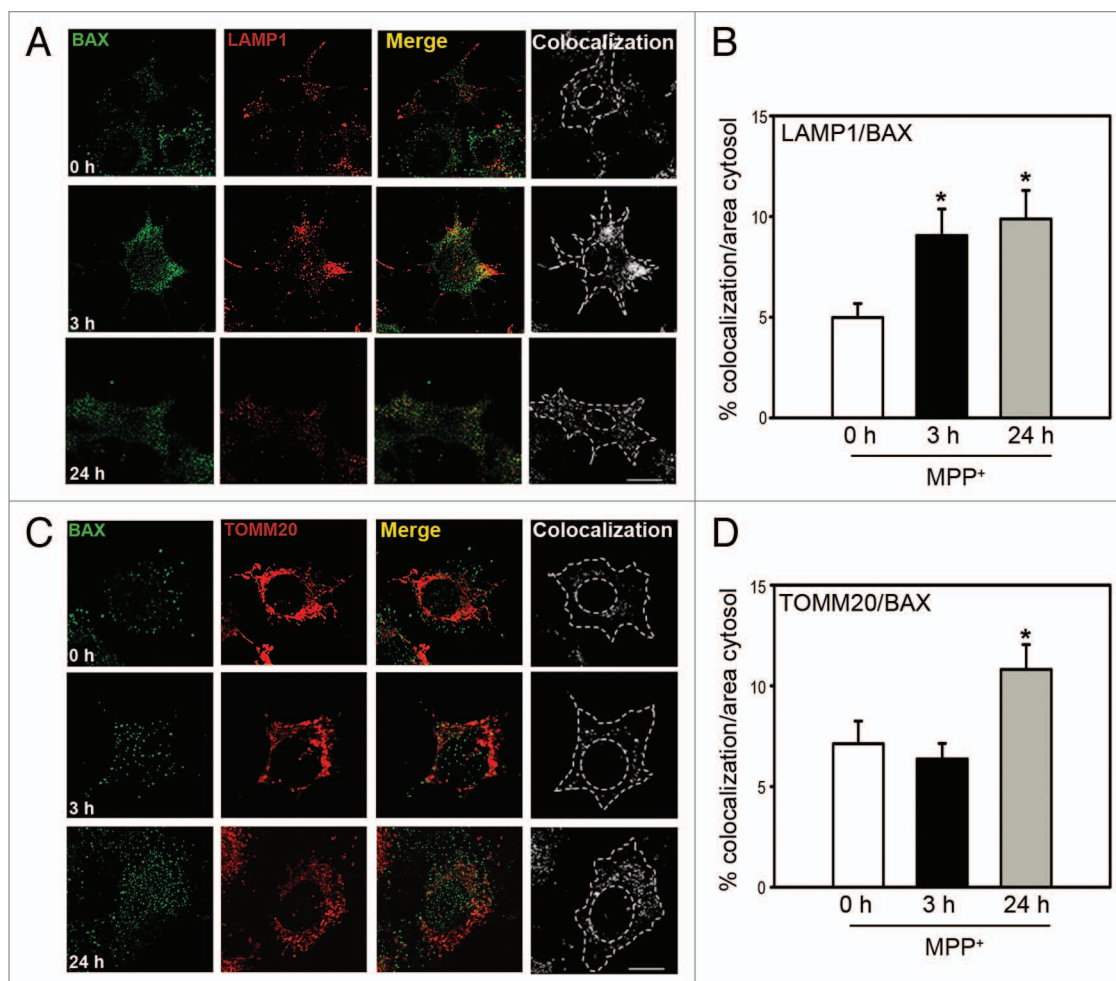 A
BAX LAMP1 Merge Colocalization
0 h
3 h
24 h
B
LAMP1/BAX
% colocalization/area cytosol
15
10
5
0
* *
0 h 3 h 24 h
MPP⁺
C
BAX TOMM20 Merge Colocalization
0 h
3 h
24 h
D
TOMM20/BAX
% colocalization/area cytosol
15
10
5
0
*
0 h 3 h 24 h
MPP⁺